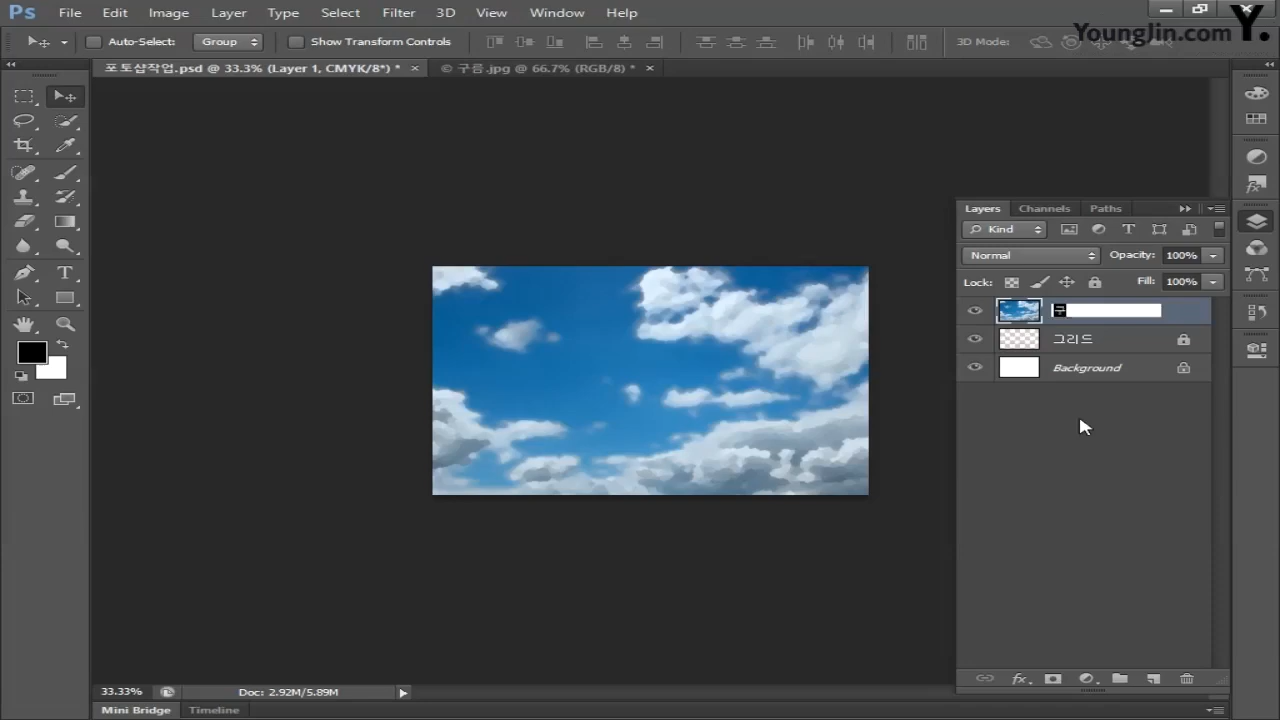 Ps File Edit Image Layer Type Select Filter 3D View Window Help
YoungJin.com Y.
Auto-Select: Group Show Transform Controls 3D Mode:
포토샵작업.psd @ 33.3% (Layer 1, CMYK/8*) * × © 구름.jpg @ 66.7% (RGB/8) * ×
Layers Channels Paths
Kind
Normal Opacity: 100%
Lock: Fill: 100%
구
그리드
Background
33.33% Doc: 2.92M/5.89M
Mini Bridge Timeline